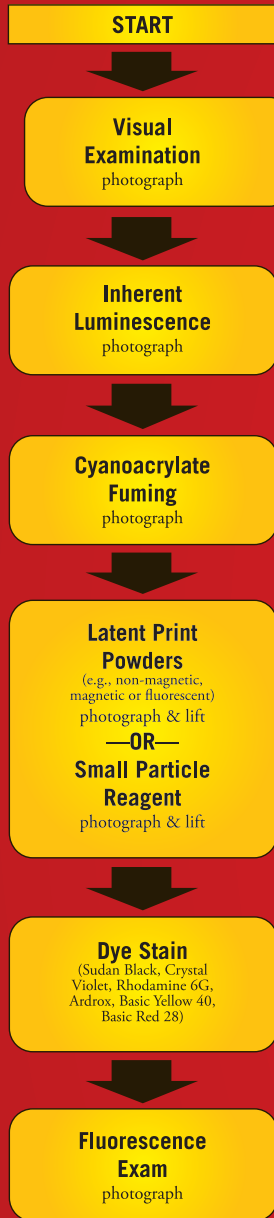 START
Visual
Examination
photograph
Inherent
Luminescence
photograph
Cyanoacrylate
Fuming
photograph
Latent Print
Powders
(e.g., non-magnetic,
magnetic or fluorescent)
photograph & lift
—OR—
Small Particle
Reagent
photograph & lift
Dye Stain
(Sudan Black, Crystal
Violet, Rhodamine 6G,
Ardrox, Basic Yellow 40,
Basic Red 28)
Fluorescence
Exam
photograph